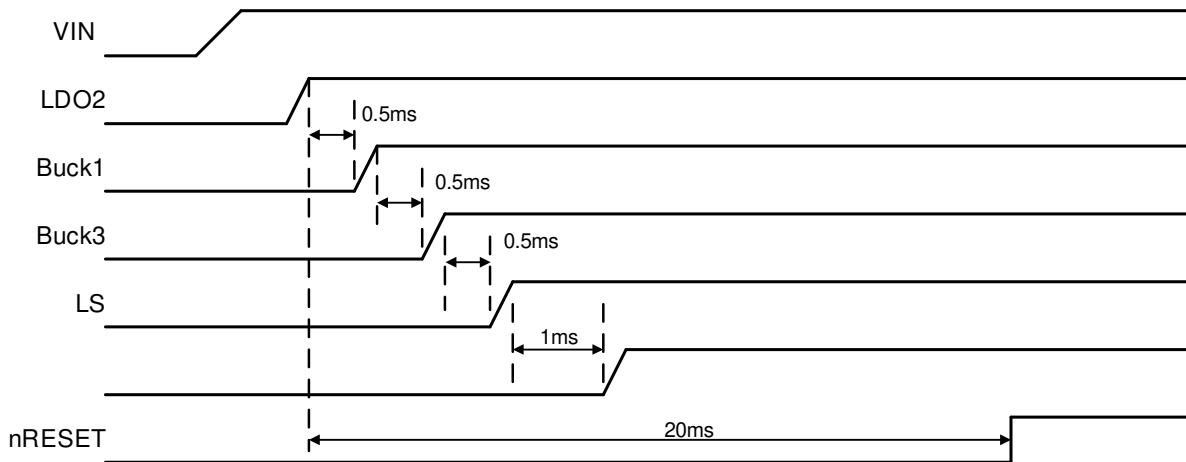 VIN
LDO2
0.5ms
Buck1
0.5ms
Buck3
0.5ms
LS
1ms
20ms
nRESET